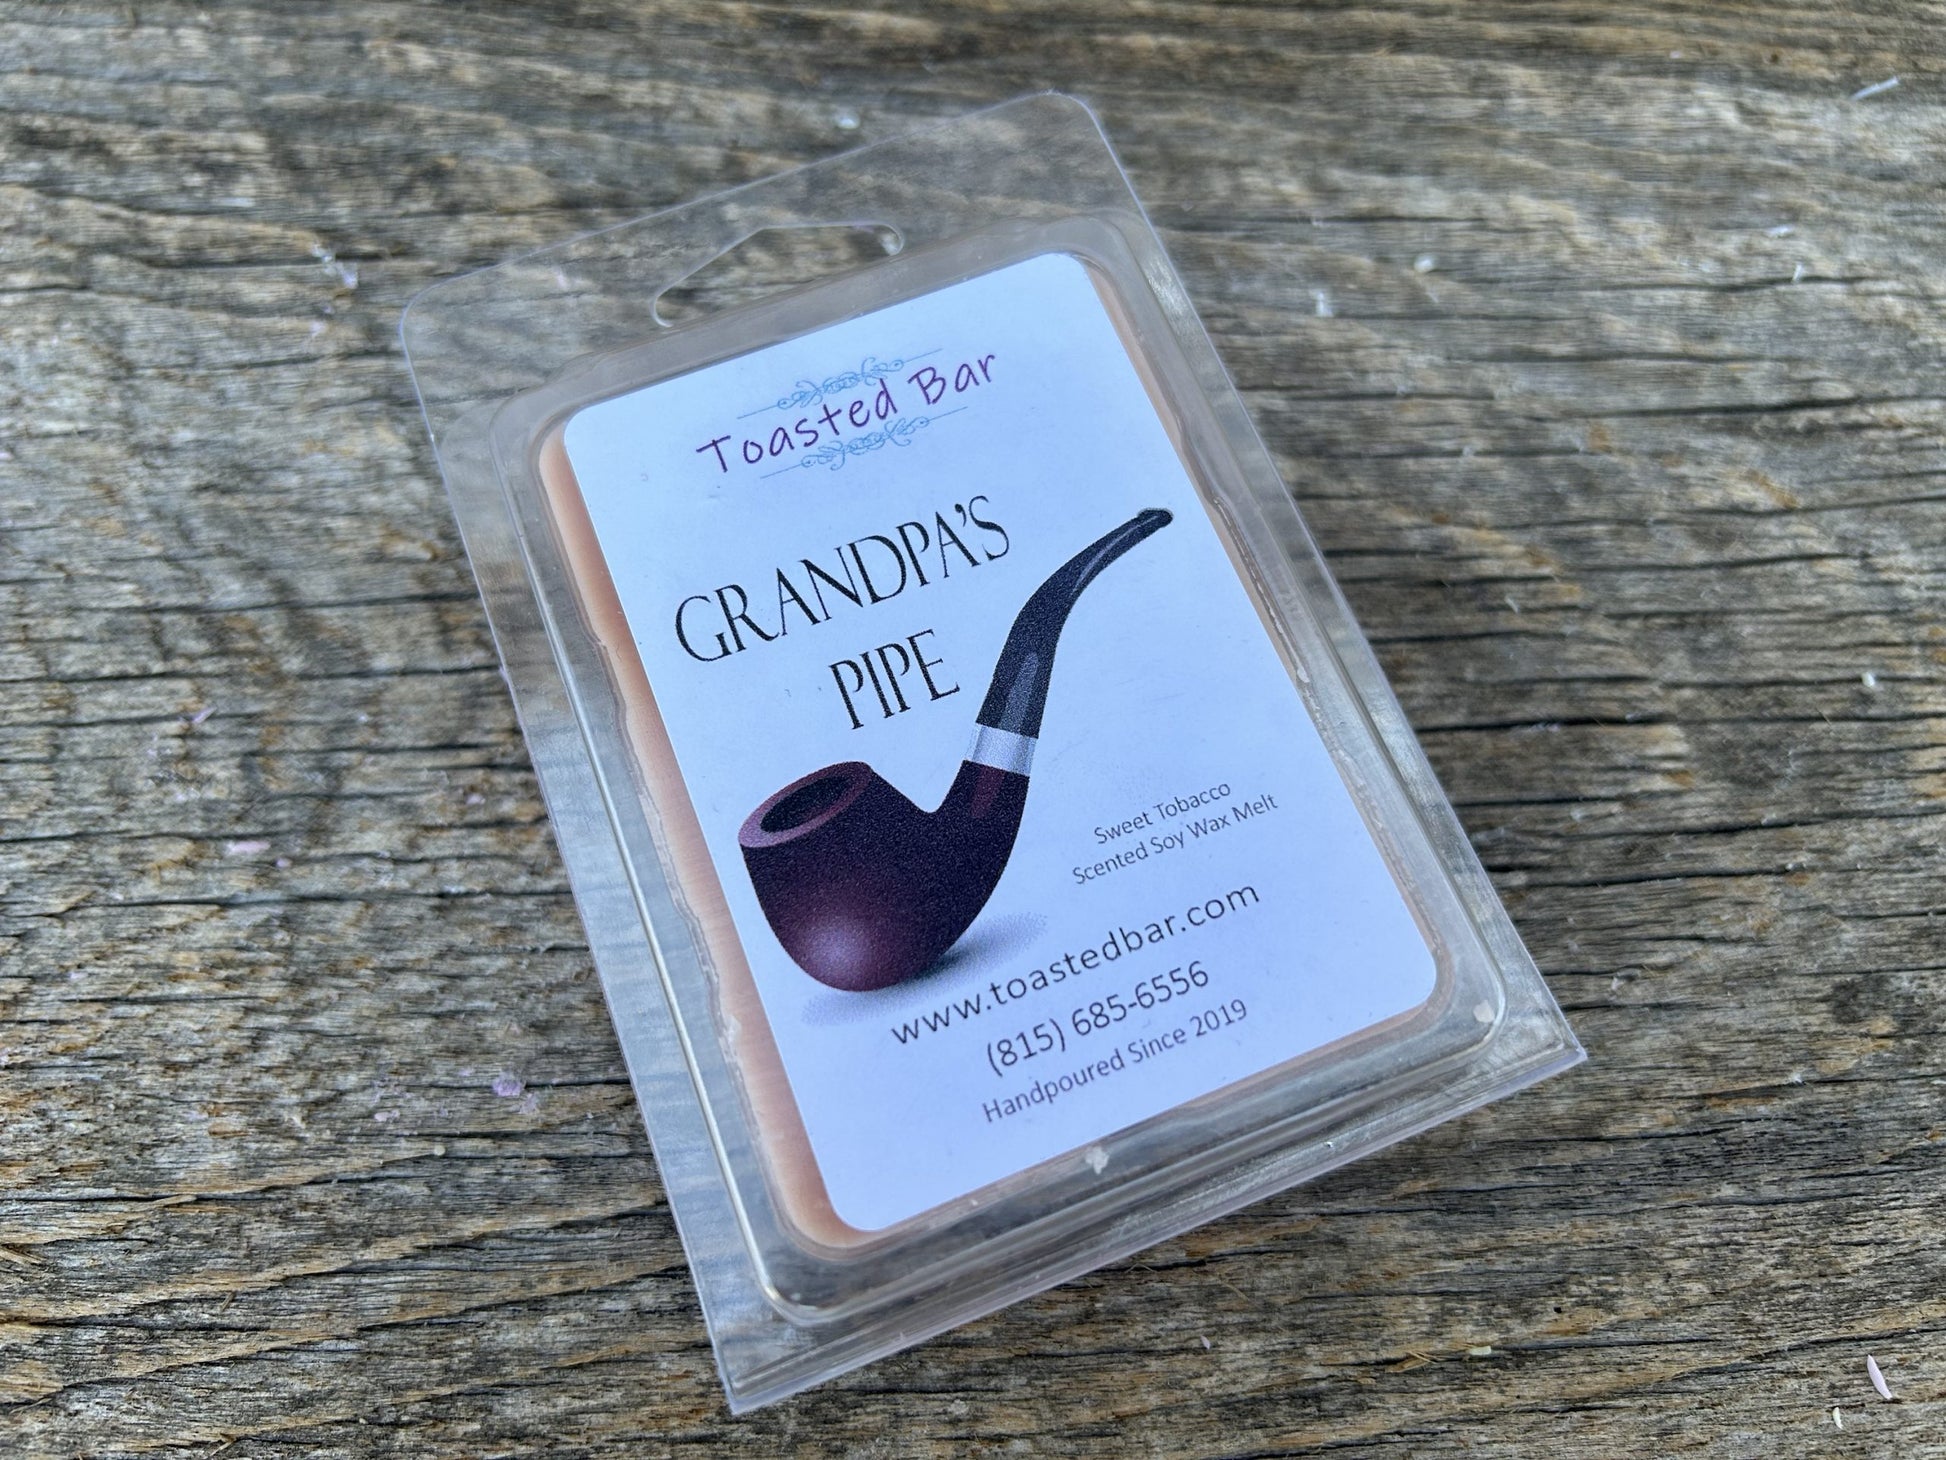 Toasted Bar
GRANDPA'S
PIPE
Sweet Tobacco
Scented Soy Wax Melt
www.toastedbar.com
(815) 685-6556
Handpoured Since 2019